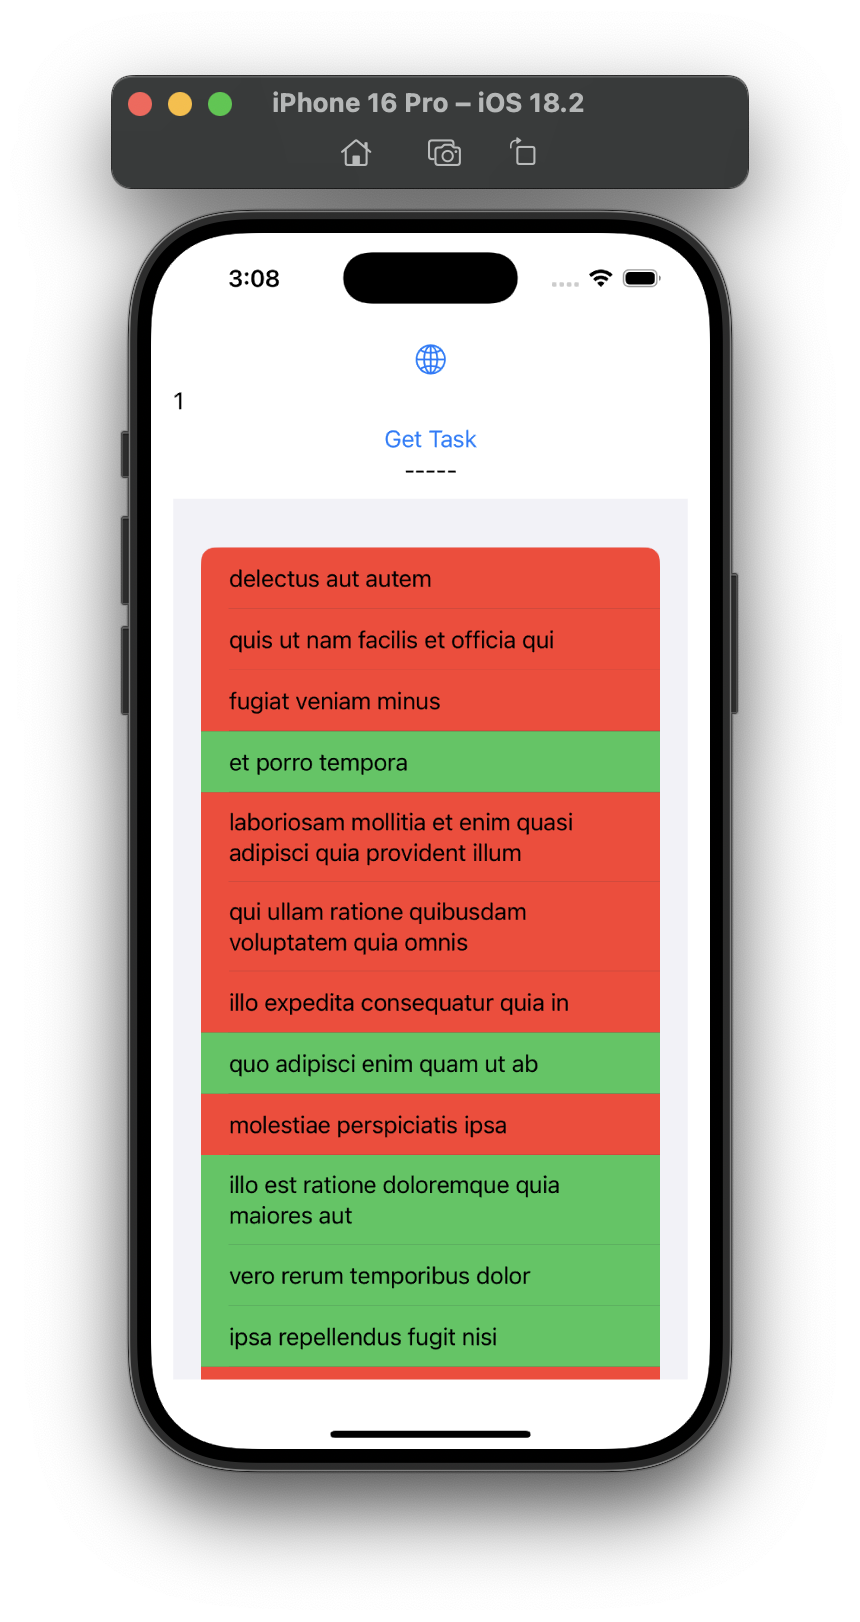 iPhone 16 Pro – iOS 18.2
3:08
1
Get Task
-----
delectus aut autem
quis ut nam facilis et officia qui
fugiat veniam minus
et porro tempora
laboriosam mollitia et enim quasi
adipisci quia provident illum
qui ullam ratione quibusdam
voluptatem quia omnis
illo expedita consequatur quia in
quo adipisci enim quam ut ab
molestiae perspiciatis ipsa
illo est ratione doloremque quia
maiores aut
vero rerum temporibus dolor
ipsa repellendus fugit nisi